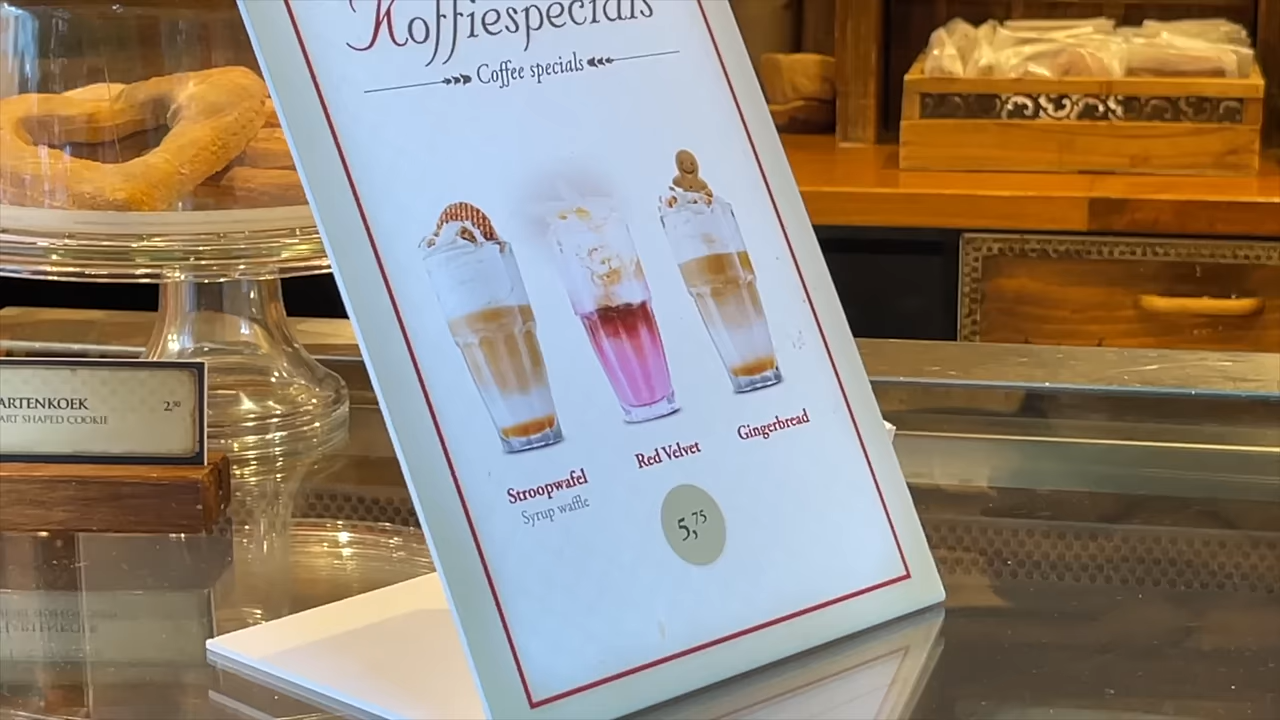 Koffiespecials
Coffee specials
Stroopwafel
Syrup waffle
Red Velvet
Gingerbread
5,75
ARTENKOEK 2,50
ART SHAPED COOKIE